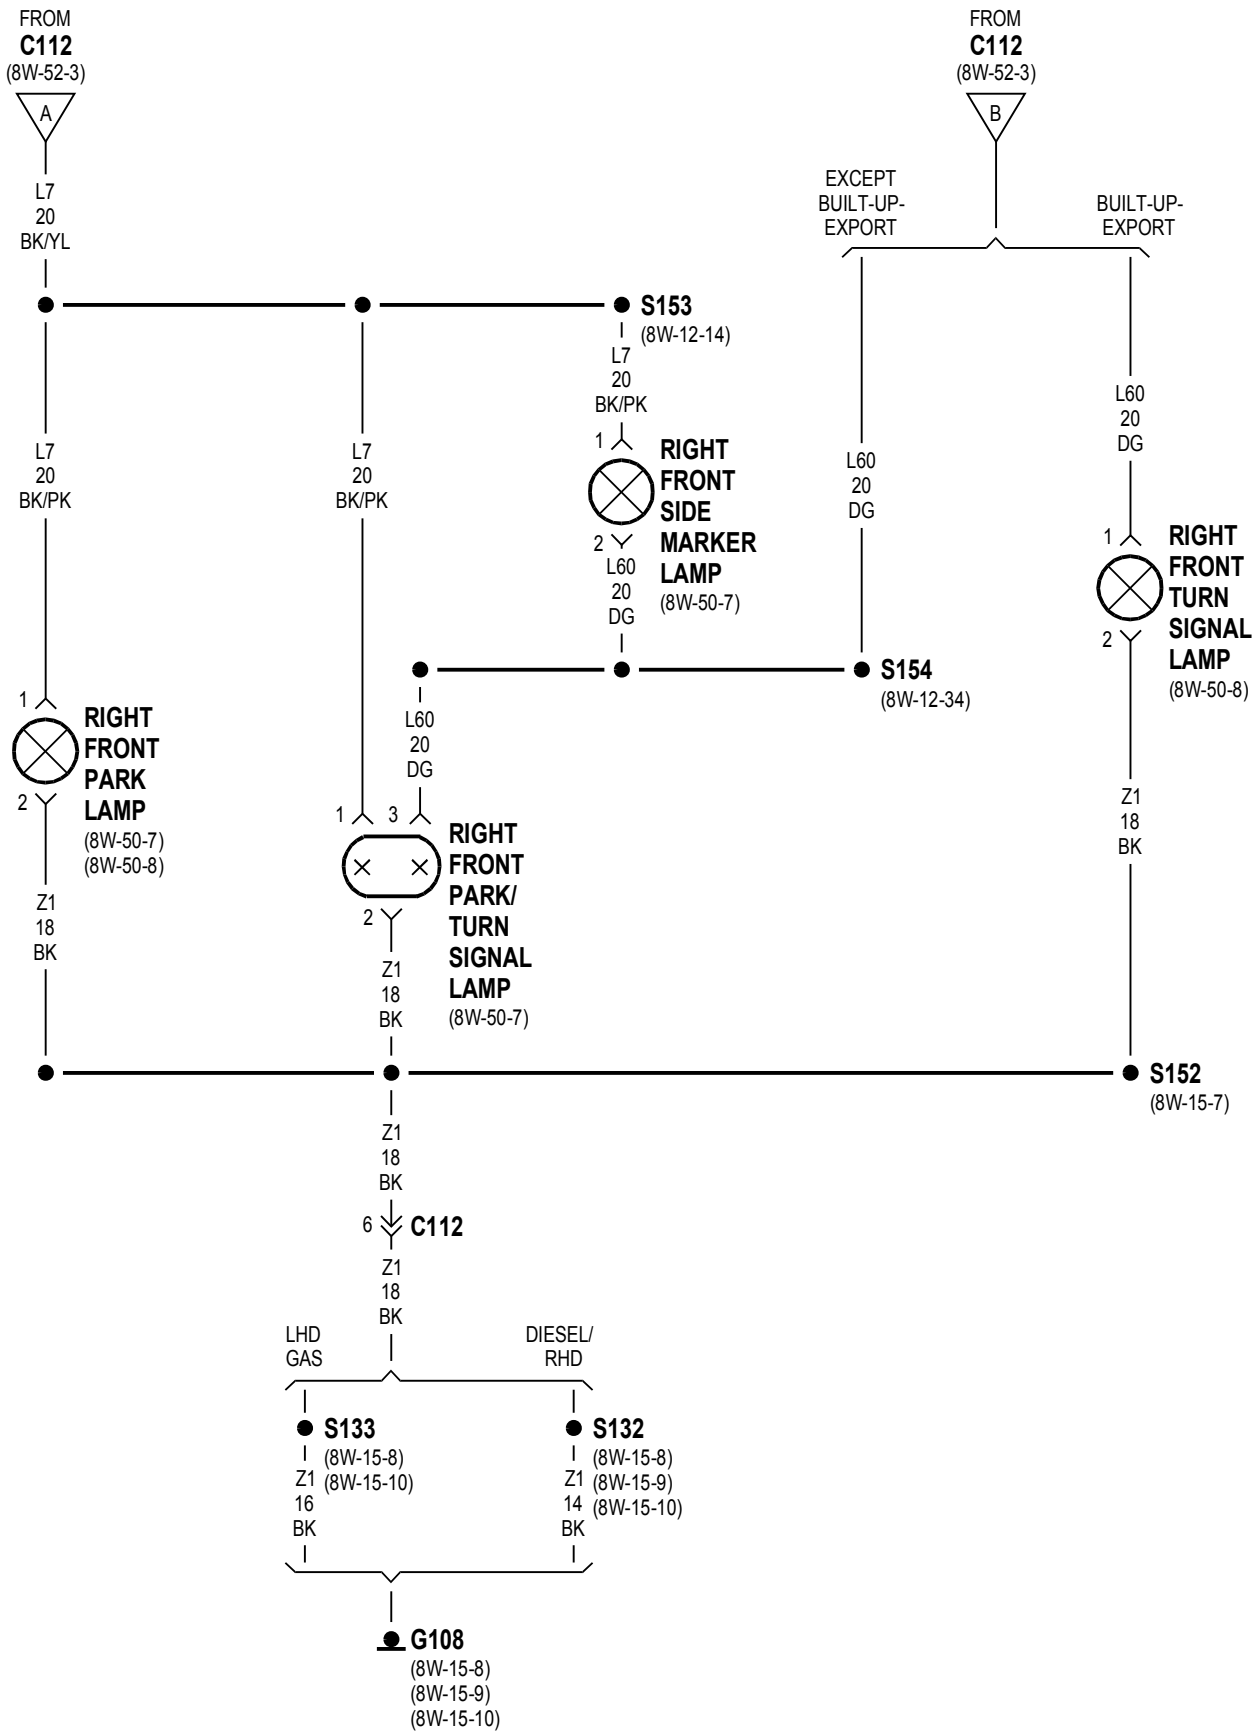 FROM
C112
(8W-52-3)
A
L7
20
BK/YL
FROM
C112
(8W-52-3)
B
EXCEPT
BUILT-UP-
EXPORT
BUILT-UP-
EXPORT
S153
(8W-12-14)
L7
20
BK/PK
L7
20
BK/PK
L7
20
BK/PK
1
RIGHT
FRONT
SIDE
MARKER
LAMP
(8W-50-7)
2
L60
20
DG
L60
20
DG
L60
20
DG
1
RIGHT
FRONT
TURN
SIGNAL
LAMP
(8W-50-8)
2
S154
(8W-12-34)
L60
20
DG
1
RIGHT
FRONT
PARK
LAMP
(8W-50-7)
(8W-50-8)
2
1 3
RIGHT
FRONT
PARK/
TURN
SIGNAL
LAMP
(8W-50-7)
2
Z1
18
BK
Z1
18
BK
Z1
18
BK
S152
(8W-15-7)
Z1
18
BK
6
C112
Z1
18
BK
LHD
GAS
DIESEL/
RHD
S133
(8W-15-8)
(8W-15-10)
Z1
16
BK
S132
(8W-15-8)
(8W-15-9)
(8W-15-10)
Z1
14
BK
G108
(8W-15-8)
(8W-15-9)
(8W-15-10)